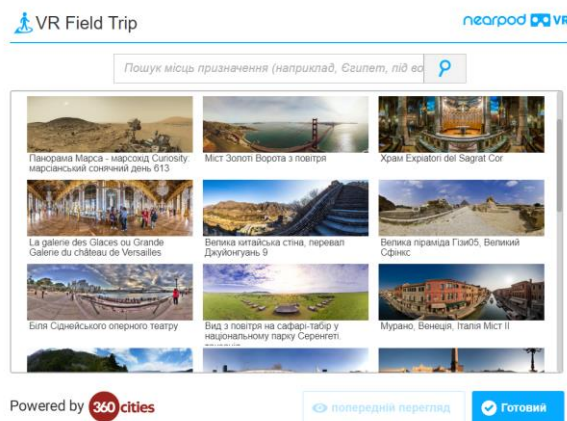 VR Field Trip
nearpod VR
Пошук місць призначення (наприклад, Єгипет, під во
Панорама Марса - марсохід Curiosity:
марсіанський сонячний день 613
Міст Золоті Ворота з повітря
Храм Expiatori del Sagrat Cor
La galerie des Glaces ou Grande
Galerie du château de Versailles
Велика китайська стіна, перевал
Джуйонгуань 9
Велика піраміда Гізи05, Великий
Сфінкс
Біля Сіднейського оперного театру
Вид з повітря на сафарі-табір у
національному парку Серенгеті.
Мурано, Венеція, Італія Міст II
Powered by 360 cities
попередній перегляд
Готовий